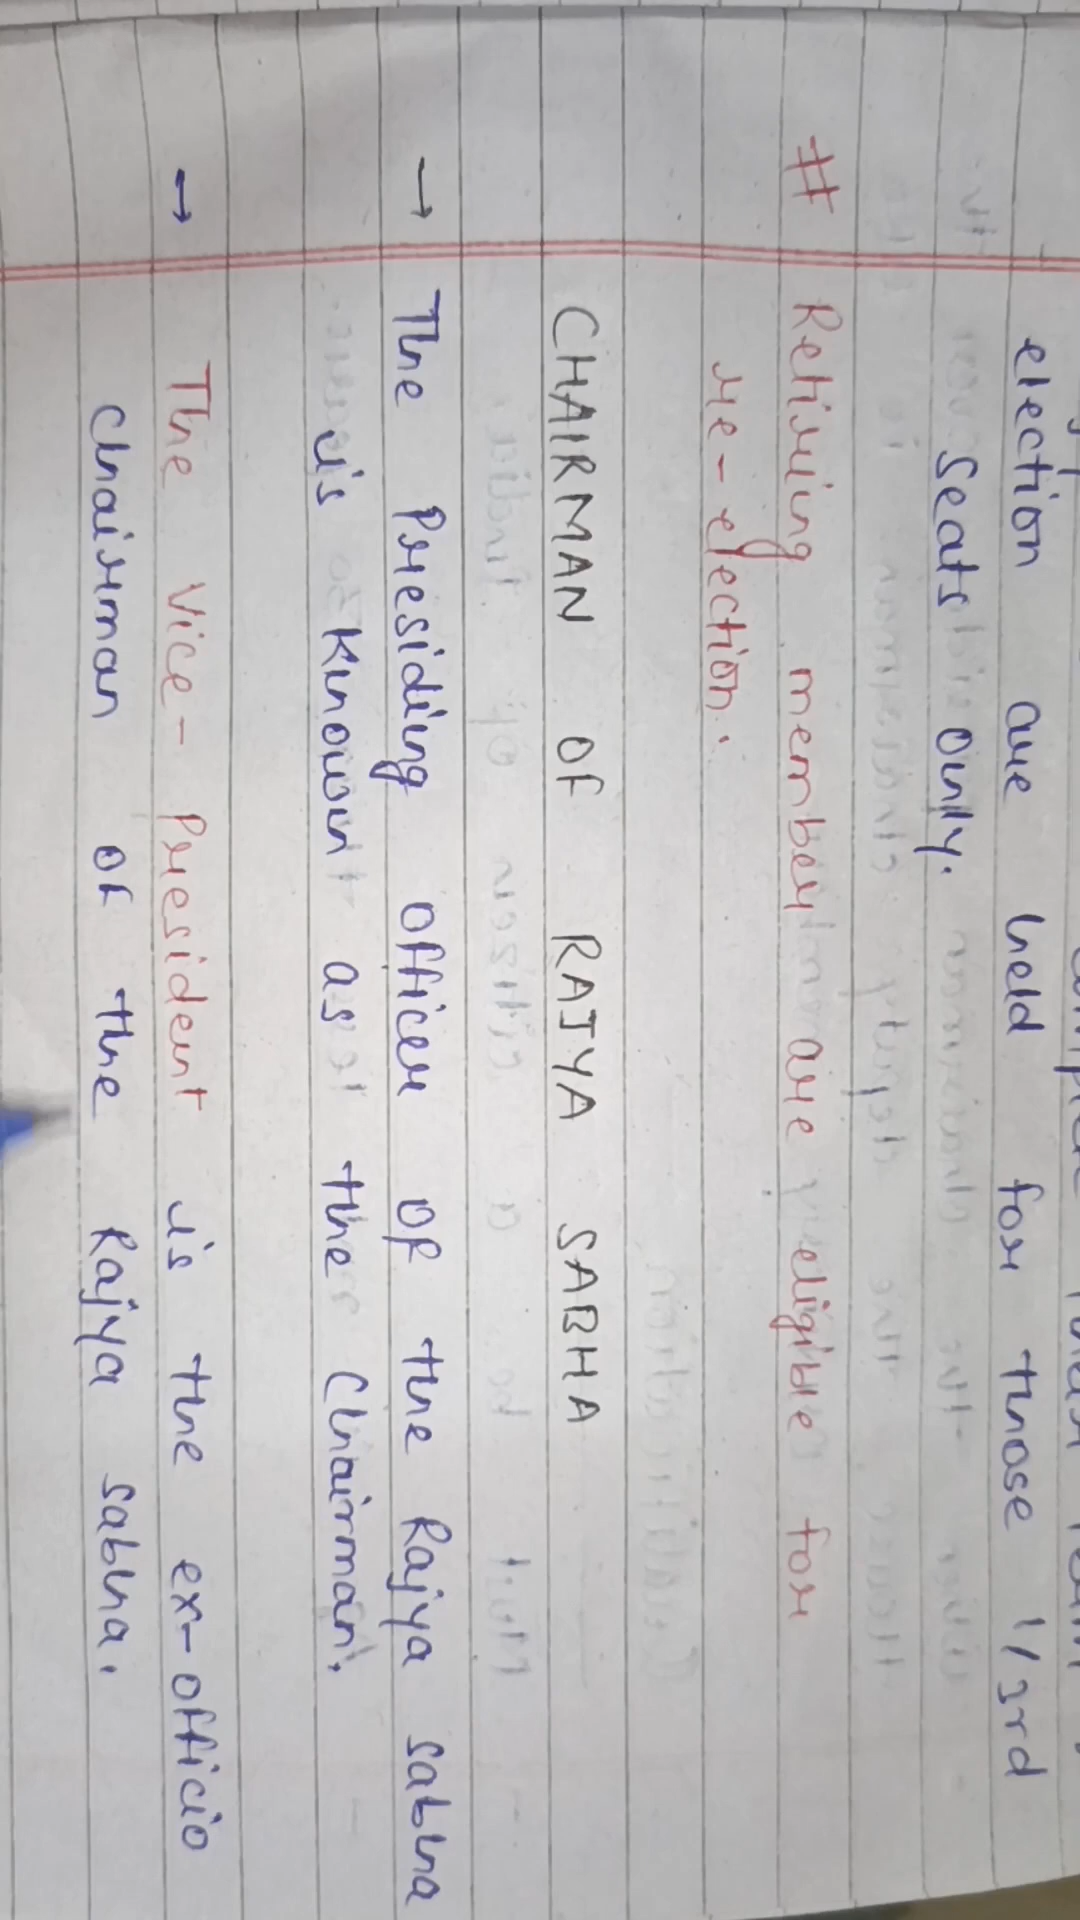 election are held for those 1/3rd
seats only.
# Retiring member are eligible for
re-election.
CHAIRMAN OF RAJYA SABHA
→ The Presiding officer of the Rajya sabha
is known as the Chairman.
→ The Vice-President is the ex-officio
chairman of the Rajya sabha.